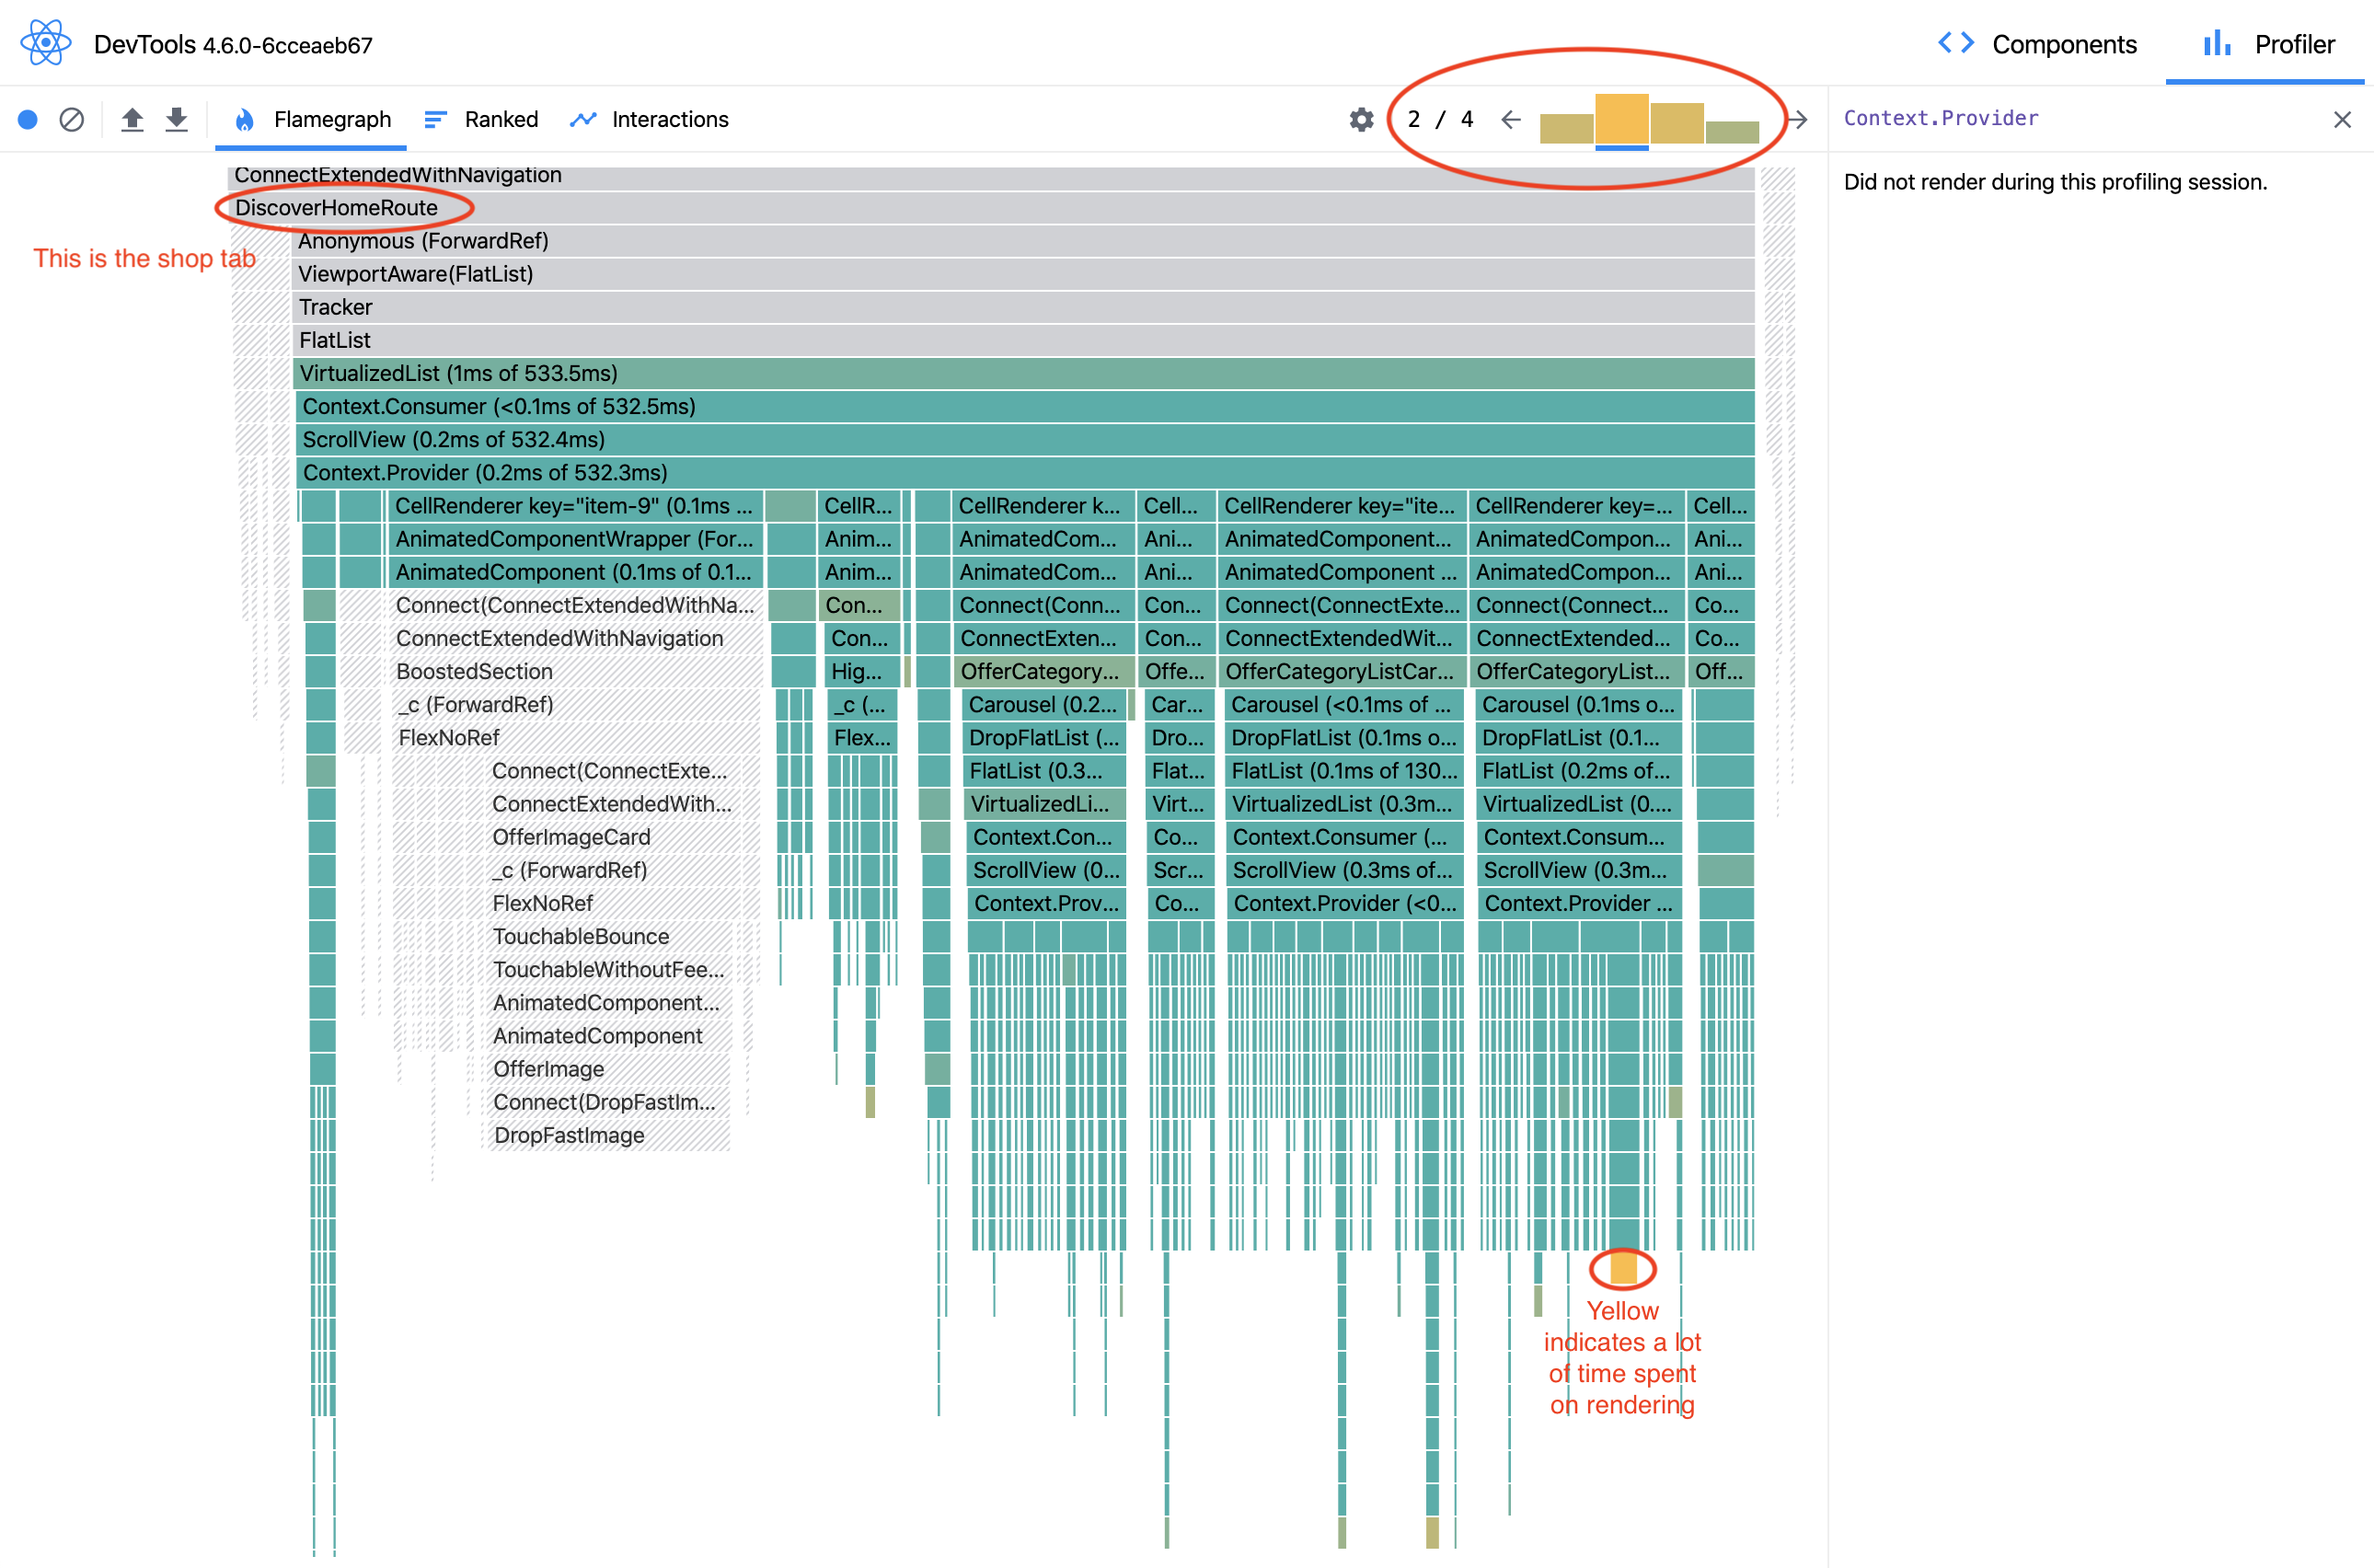 DevTools 4.6.0-6cceaeb67
Components
Profiler
Flamegraph
Ranked
Interactions
2 / 4
Context.Provider
Did not render during this profiling session.
ConnectExtendedWithNavigation
DiscoverHomeRoute
This is the shop tab
Anonymous (ForwardRef)
ViewportAware(FlatList)
Tracker
FlatList
VirtualizedList (1ms of 533.5ms)
Context.Consumer (<0.1ms of 532.5ms)
ScrollView (0.2ms of 532.4ms)
Context.Provider (0.2ms of 532.3ms)
CellRenderer key="item-9" (0.1ms ... CellR... CellRenderer k... Cell... CellRenderer key="ite... CellRenderer key=... Cell...
AnimatedComponentWrapper (For... Anim... AnimatedCom... Ani... AnimatedComponent... AnimatedCompon... Ani...
AnimatedComponent (0.1ms of 0.1... Anim... AnimatedCom... Ani... AnimatedComponent ... AnimatedCompon... Ani...
Connect(ConnectExtendedWithNa... Con... Connect(Conn... Con... Connect(ConnectExte... Connect(Connect... Co...
ConnectExtendedWithNavigation Con... ConnectExten... Con... ConnectExtendedWit... ConnectExtended... Co...
BoostedSection Hig... OfferCategory... Offe... OfferCategoryListCar... OfferCategoryList... Off...
_c (ForwardRef) _c (... Carousel (0.2... Car... Carousel (<0.1ms of ... Carousel (0.1ms o...
FlexNoRef Flex... DropFlatList (... Dro... DropFlatList (0.1ms o... DropFlatList (0.1...
Connect(ConnectExte... FlatList (0.3... Flat... FlatList (0.1ms of 130... FlatList (0.2ms of...
ConnectExtendedWith... VirtualizedLi... Virt... VirtualizedList (0.3m... VirtualizedList (0....
OfferImageCard Context.Con... Co... Context.Consumer (... Context.Consum...
_c (ForwardRef) ScrollView (0... Scr... ScrollView (0.3ms of... ScrollView (0.3m...
FlexNoRef Context.Prov... Co... Context.Provider (<0... Context.Provider ...
TouchableBounce
TouchableWithoutFee...
AnimatedComponent...
AnimatedComponent
OfferImage
Connect(DropFastIm...
DropFastImage
Yellow
indicates a lot
of time spent
on rendering